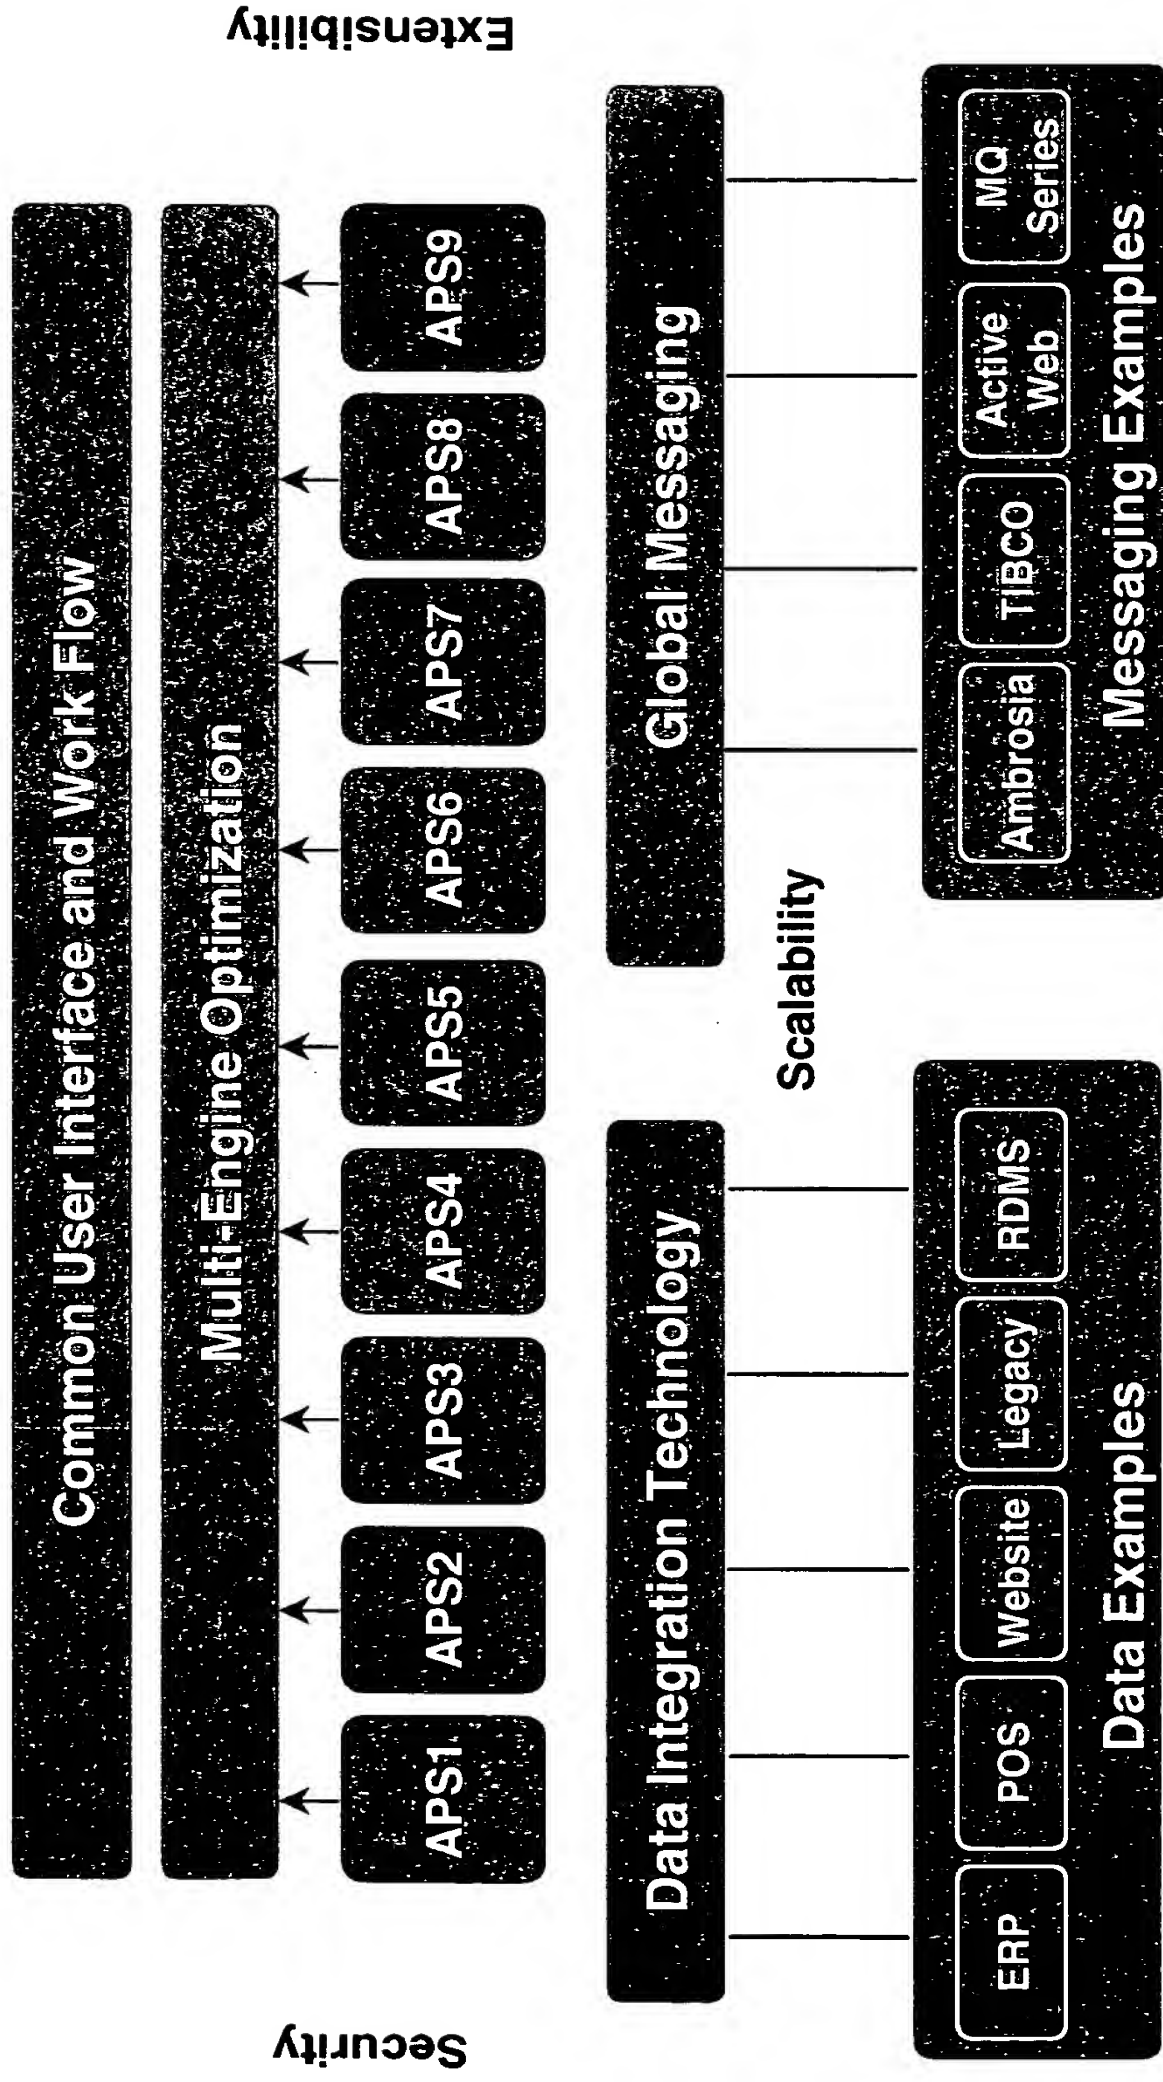 Common User Interface and Work Flow
Multi-Engine Optimization
Security
APS1
APS2
APS3
APS4
APS5
APS6
APS7
APS8
APS9
Extensibility
Data Integration Technology
Global Messaging
Scalability
ERP
POS
Website
Legacy
RDMS
Data Examples
Ambrosia
TIBCO
Active
Web
MQ
Series
Messaging Examples